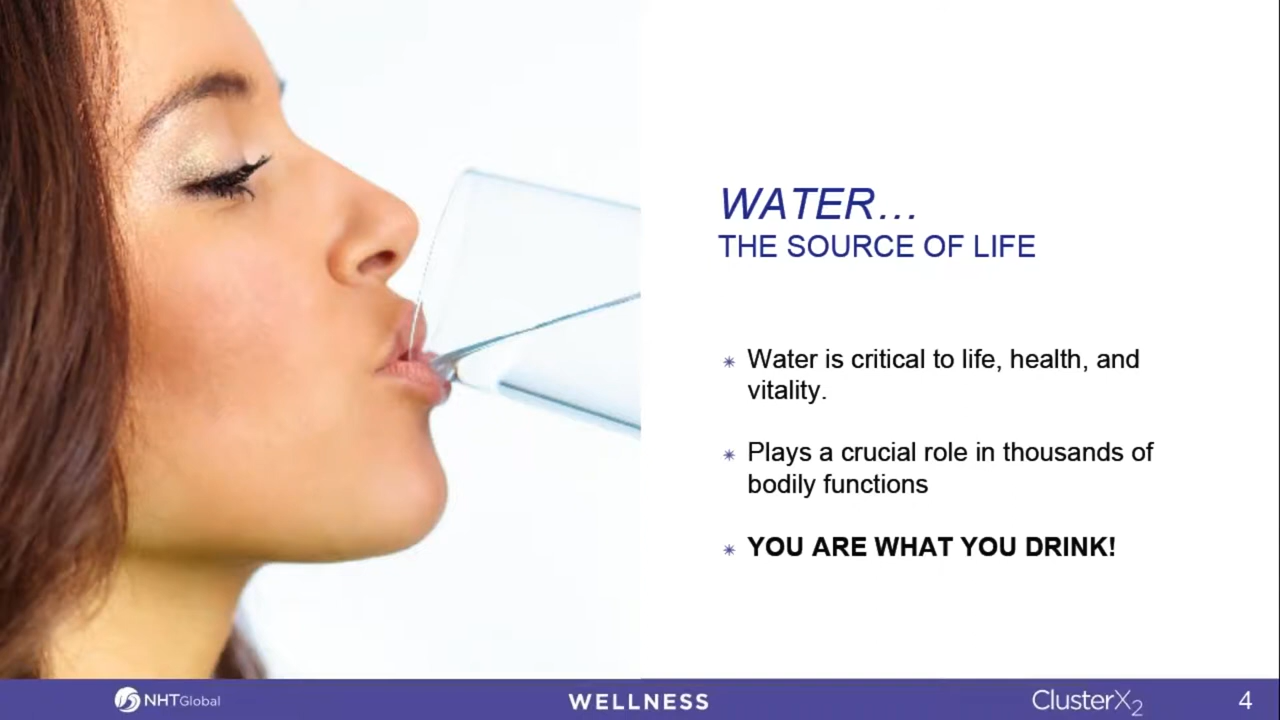 WATER...
THE SOURCE OF LIFE
Water is critical to life, health, and
vitality.
Plays a crucial role in thousands of
bodily functions
YOU ARE WHAT YOU DRINK!
NHTGlobal
WELLNESS
ClusterX2
4